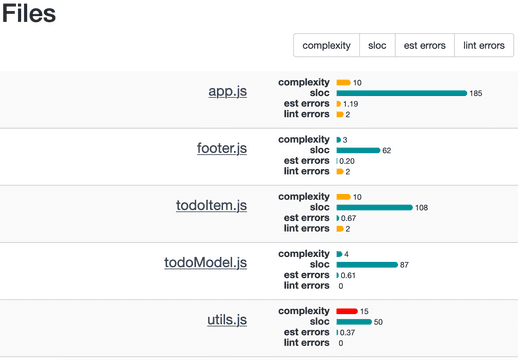 Files
complexity sloc est errors lint errors
app.js
complexity 10
sloc 185
est errors 1.19
lint errors 2
footer.js
complexity 3
sloc 62
est errors 0.20
lint errors 2
todoItem.js
complexity 10
sloc 108
est errors 0.67
lint errors 2
todoModel.js
complexity 4
sloc 87
est errors 0.61
lint errors 0
utils.js
complexity 15
sloc 50
est errors 0.37
lint errors 0